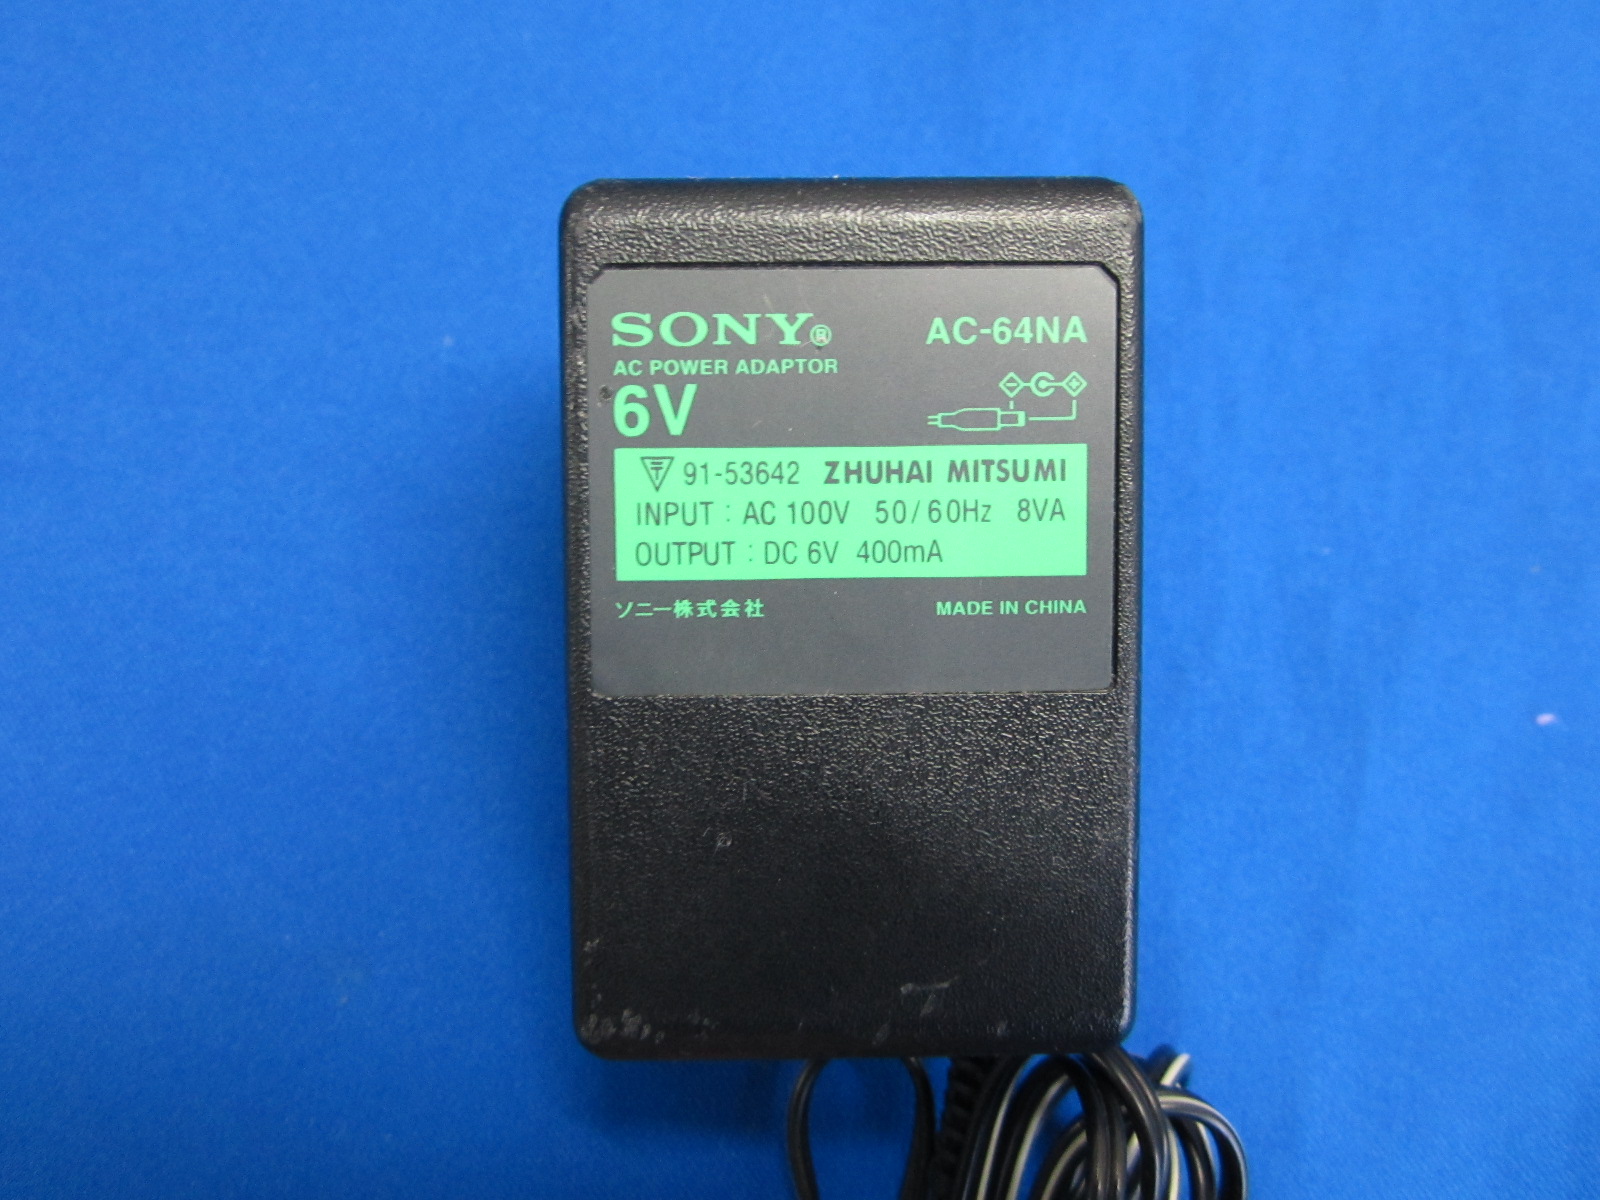 SONY® AC-64NA
AC POWER ADAPTOR
6V
91-53642 ZHUHAI MITSUMI
INPUT : AC 100V 50/60Hz 8VA
OUTPUT : DC 6V 400mA
ソニー株式会社 MADE IN CHINA